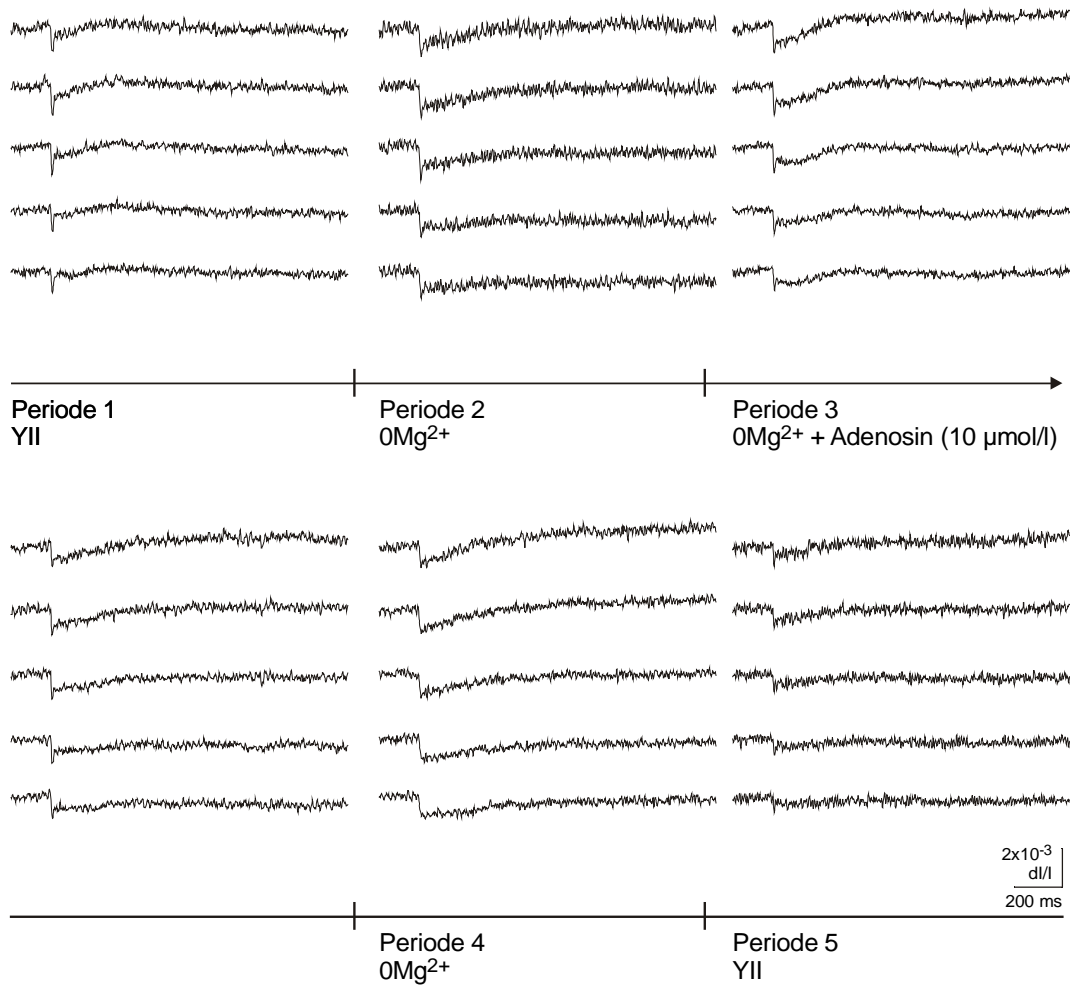 Periode 1
YII
Periode 2
0Mg2+
Periode 3
0Mg2+ + Adenosin (10 µmol/l)
2x10-3
dI/I
200 ms
Periode 4
0Mg2+
Periode 5
YII